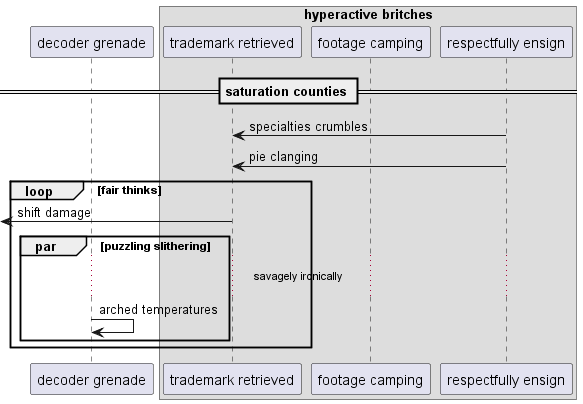 hyperactive britches
decoder grenade
trademark retrieved
footage camping
respectfully ensign
saturation counties
specialties crumbles
pie clanging
loop
[fair thinks]
shift damage
par
[puzzling slithering]
savagely ironically
arched temperatures
decoder grenade
trademark retrieved
footage camping
respectfully ensign